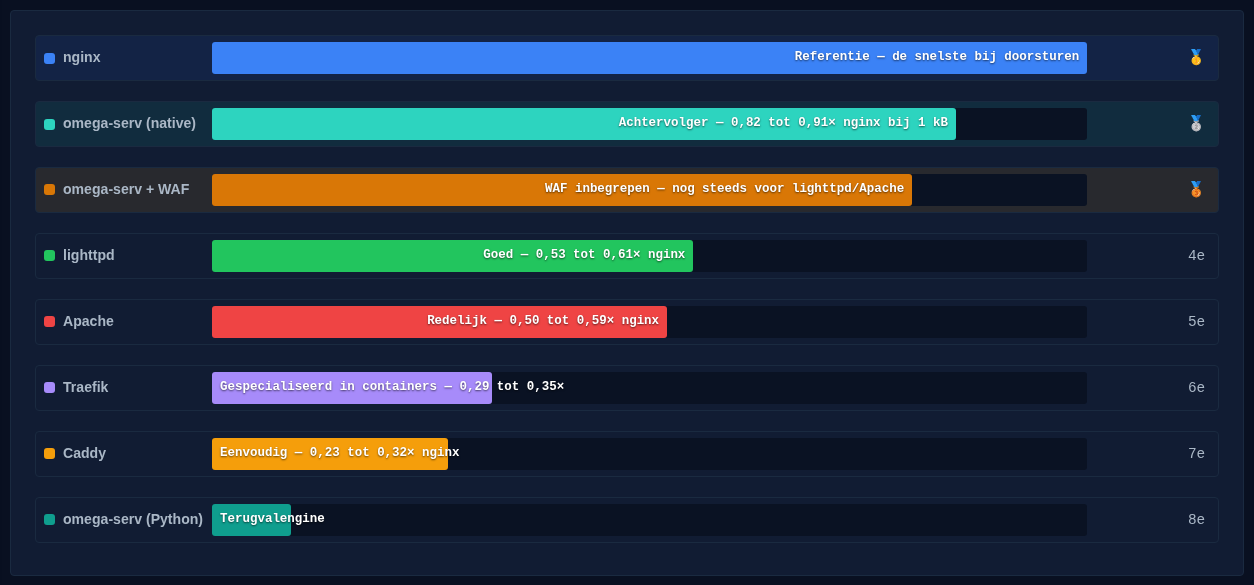 nginx Referentie — de snelste bij doorsturen
omega-serv (native) Achtervolger — 0,82 tot 0,91× nginx bij 1 kB
omega-serv + WAF WAF inbegrepen — nog steeds voor lighttpd/Apache
lighttpd Goed — 0,53 tot 0,61× nginx 4e
Apache Redelijk — 0,50 tot 0,59× nginx 5e
Traefik Gespecialiseerd in containers — 0,29 tot 0,35× 6e
Caddy Eenvoudig — 0,23 tot 0,32× nginx 7e
omega-serv (Python) Terugvalengine 8e